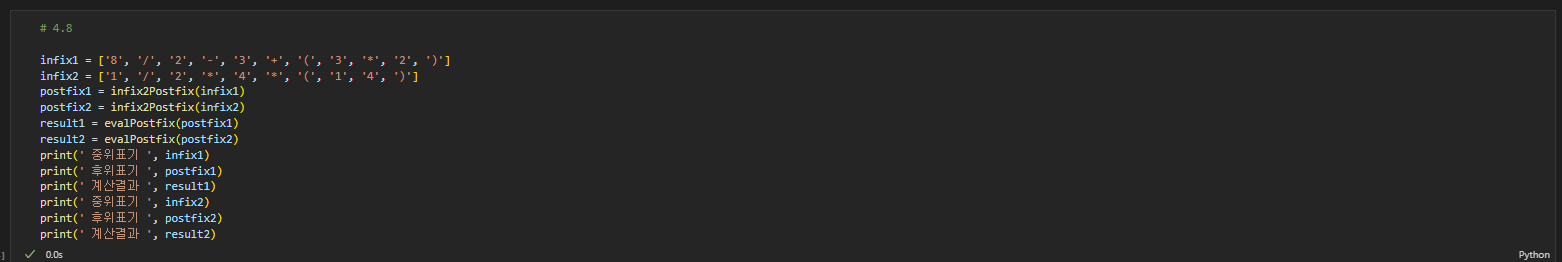 # 4.8
infix1 = ['8', '/', '2', '-', '3', '+', '(', '3', '*', '2', ')']
infix2 = ['1', '/', '2', '*', '4', '*', '(', '1', '4', ')']
postfix1 = infix2Postfix(infix1)
postfix2 = infix2Postfix(infix2)
result1 = evalPostfix(postfix1)
result2 = evalPostfix(postfix2)
print(' 중위표기 ', infix1)
print(' 후위표기 ', postfix1)
print(' 계산결과 ', result1)
print(' 중위표기 ', infix2)
print(' 후위표기 ', postfix2)
print(' 계산결과 ', result2)
] ✓ 0.0s Python